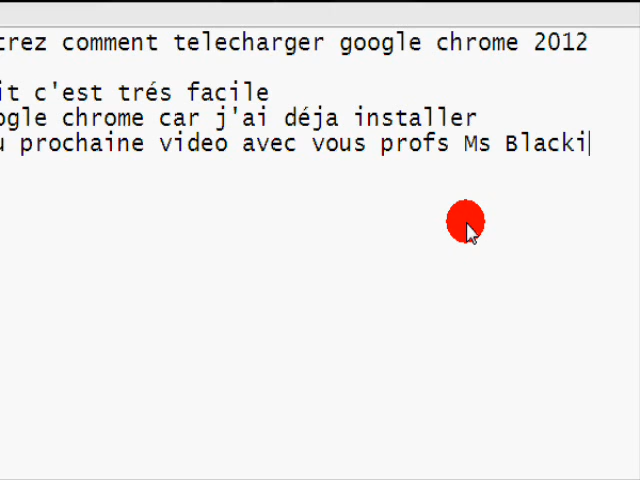 trez comment telecharger google chrome 2012
it c'est trés facile
ogle chrome car j'ai déja installer
u prochaine video avec vous profs Ms Blacki